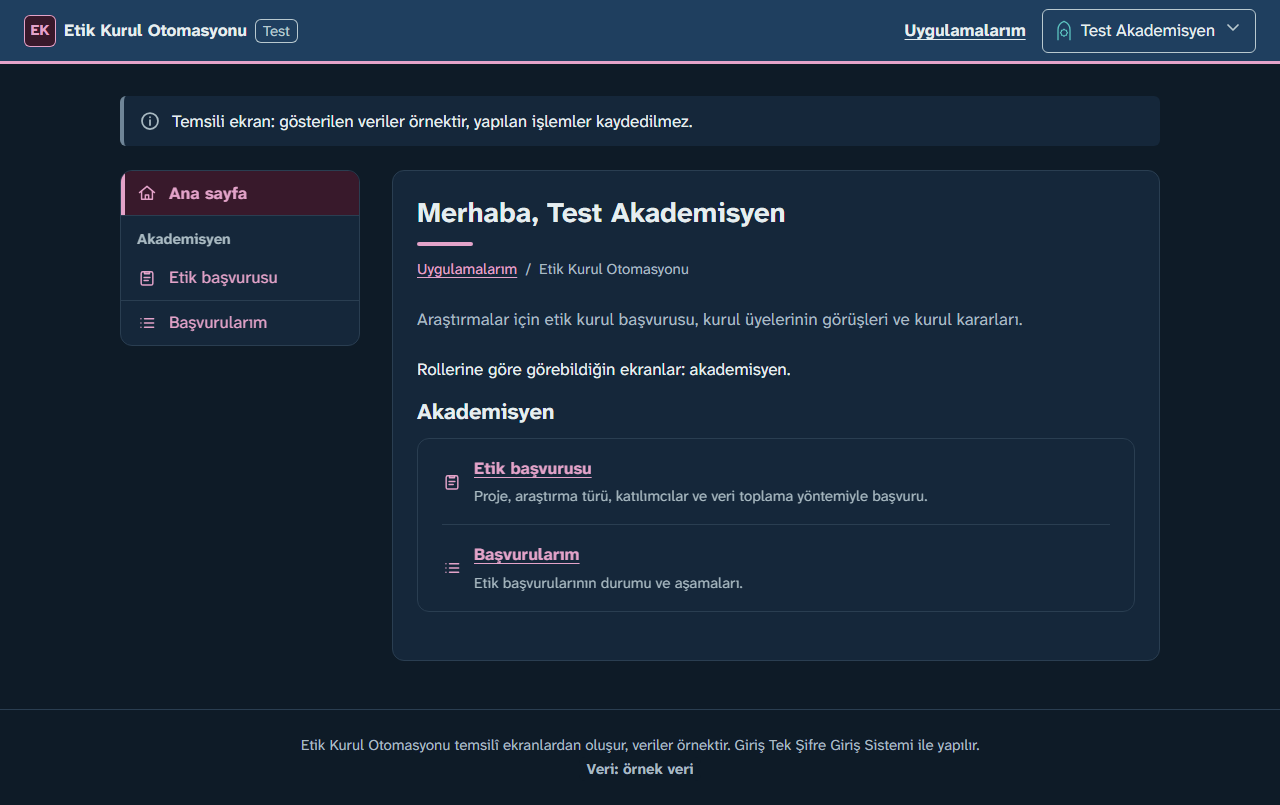 EK Etik Kurul Otomasyonu Test
Uygulamalarım
Test Akademisyen
Temsili ekran: gösterilen veriler örnektir, yapılan işlemler kaydedilmez.
Ana sayfa
Akademisyen
Etik başvurusu
Başvurularım
Merhaba, Test Akademisyen
Uygulamalarım / Etik Kurul Otomasyonu
Araştırmalar için etik kurul başvurusu, kurul üyelerinin görüşleri ve kurul kararları.
Rollerine göre görebildiğin ekranlar: akademisyen.
Akademisyen
Etik başvurusu
Proje, araştırma türü, katılımcılar ve veri toplama yöntemiyle başvuru.
Başvurularım
Etik başvurularının durumu ve aşamaları.
Etik Kurul Otomasyonu temsilî ekranlardan oluşur, veriler örnektir. Giriş Tek Şifre Giriş Sistemi ile yapılır.
Veri: örnek veri